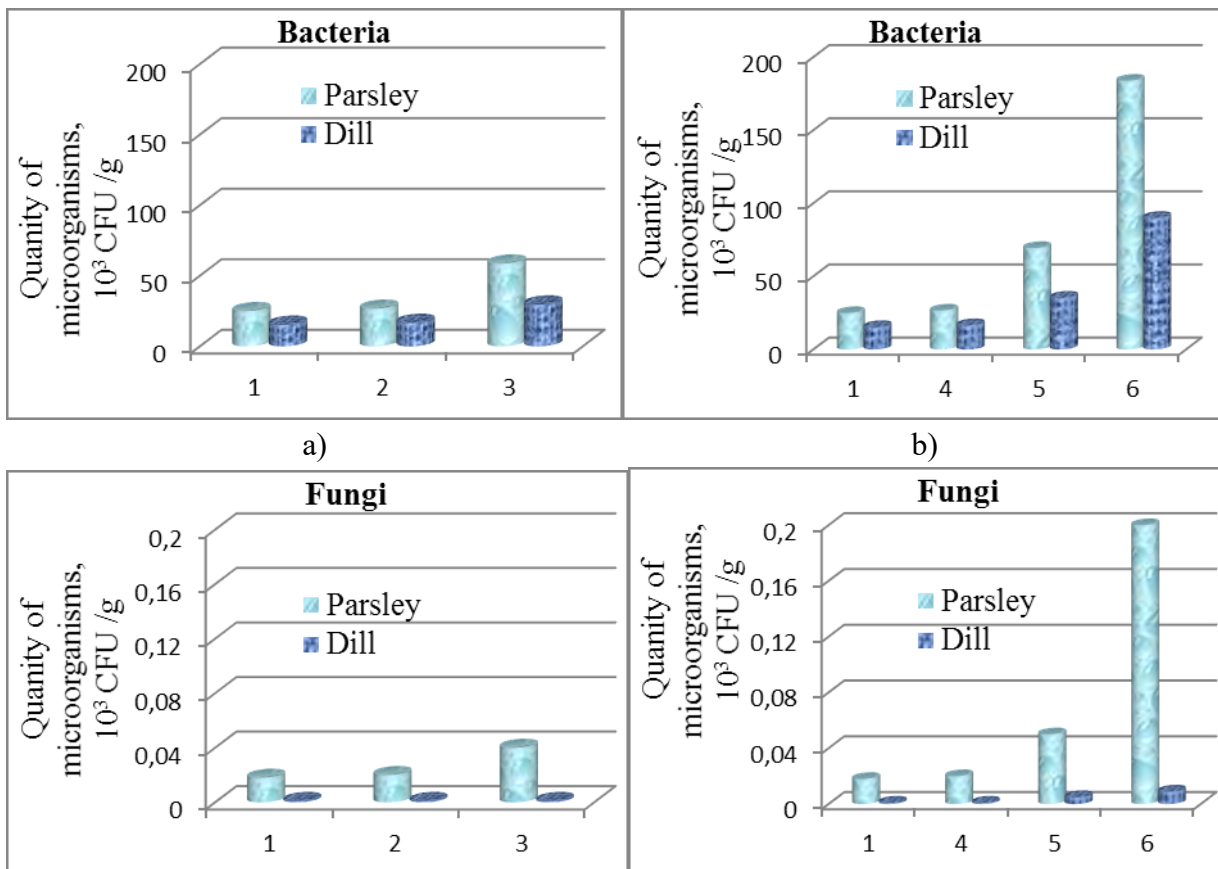 Bacteria
Quanity of
microorganisms,
10³ CFU /g
200
150
100
50
0
Parsley
Dill
1 2 3
a)
Bacteria
Quanity of
microorganisms,
10³ CFU /g
200
150
100
50
0
Parsley
Dill
1 4 5 6
b)
Fungi
Quanity of
microorganisms,
10³ CFU /g
0,2
0,16
0,12
0,08
0,04
0
Parsley
Dill
1 2 3
Fungi
Quanity of
microorganisms,
10³ CFU /g
0,2
0,16
0,12
0,08
0,04
0
Parsley
Dill
1 4 5 6